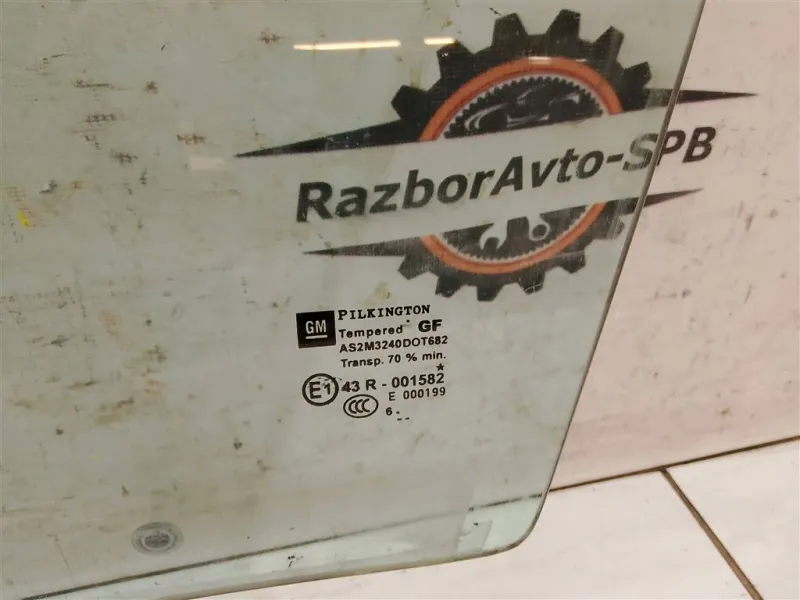 RazborAvto-SPB
GM PILKINGTON
Tempered GF
AS2M3240DOT682
Transp. 70 % min.
E1 43 R - 001582
CCC E 000199
6 -
--